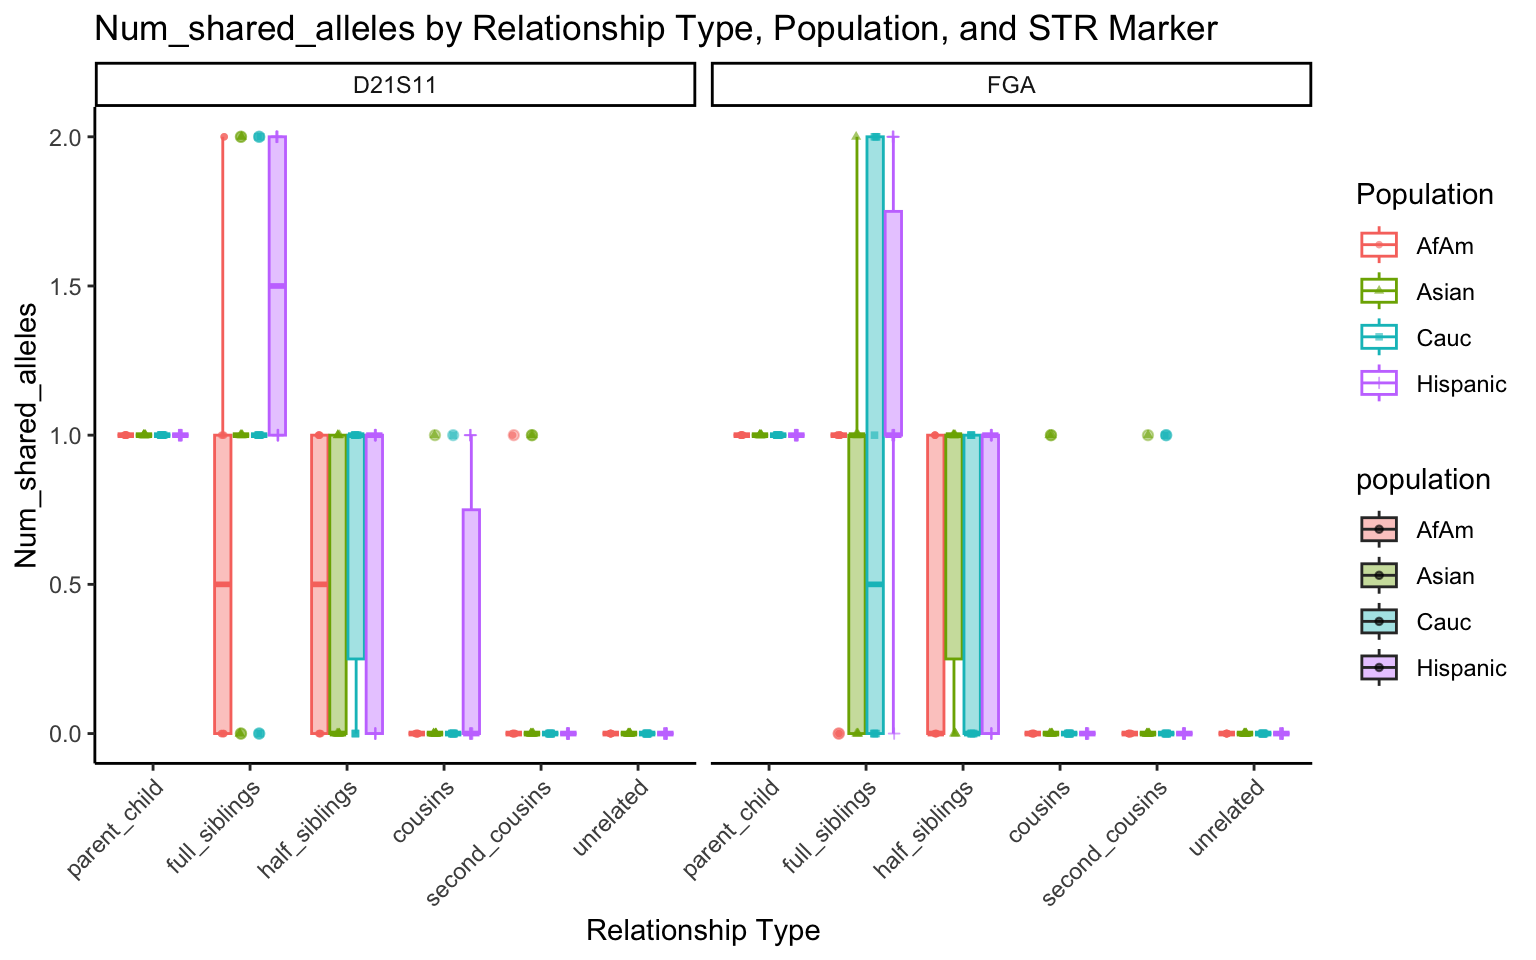 Num_shared_alleles by Relationship Type, Population, and STR Marker
D21S11
FGA
Num_shared_alleles
2.0
1.5
1.0
0.5
0.0
parent_child
full_siblings
half_siblings
cousins
second_cousins
unrelated
parent_child
full_siblings
half_siblings
cousins
second_cousins
unrelated
Relationship Type
Population
AfAm
Asian
Cauc
Hispanic
population
AfAm
Asian
Cauc
Hispanic